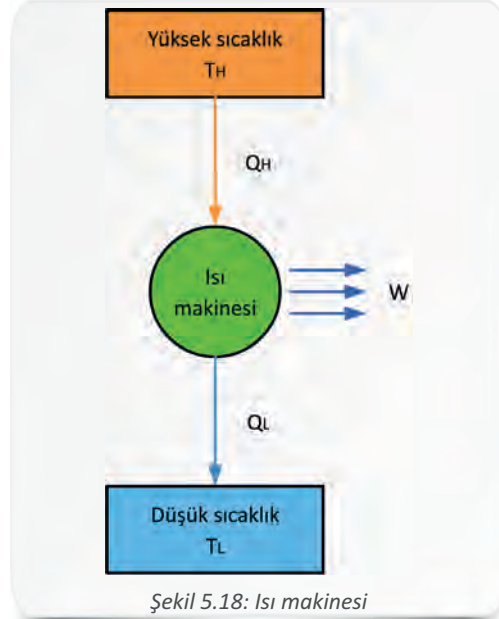 Yüksek sıcaklık
TH
QH
Isı
makinesi
W
QL
Düşük sıcaklık
TL
Şekil 5.18: Isı makinesi